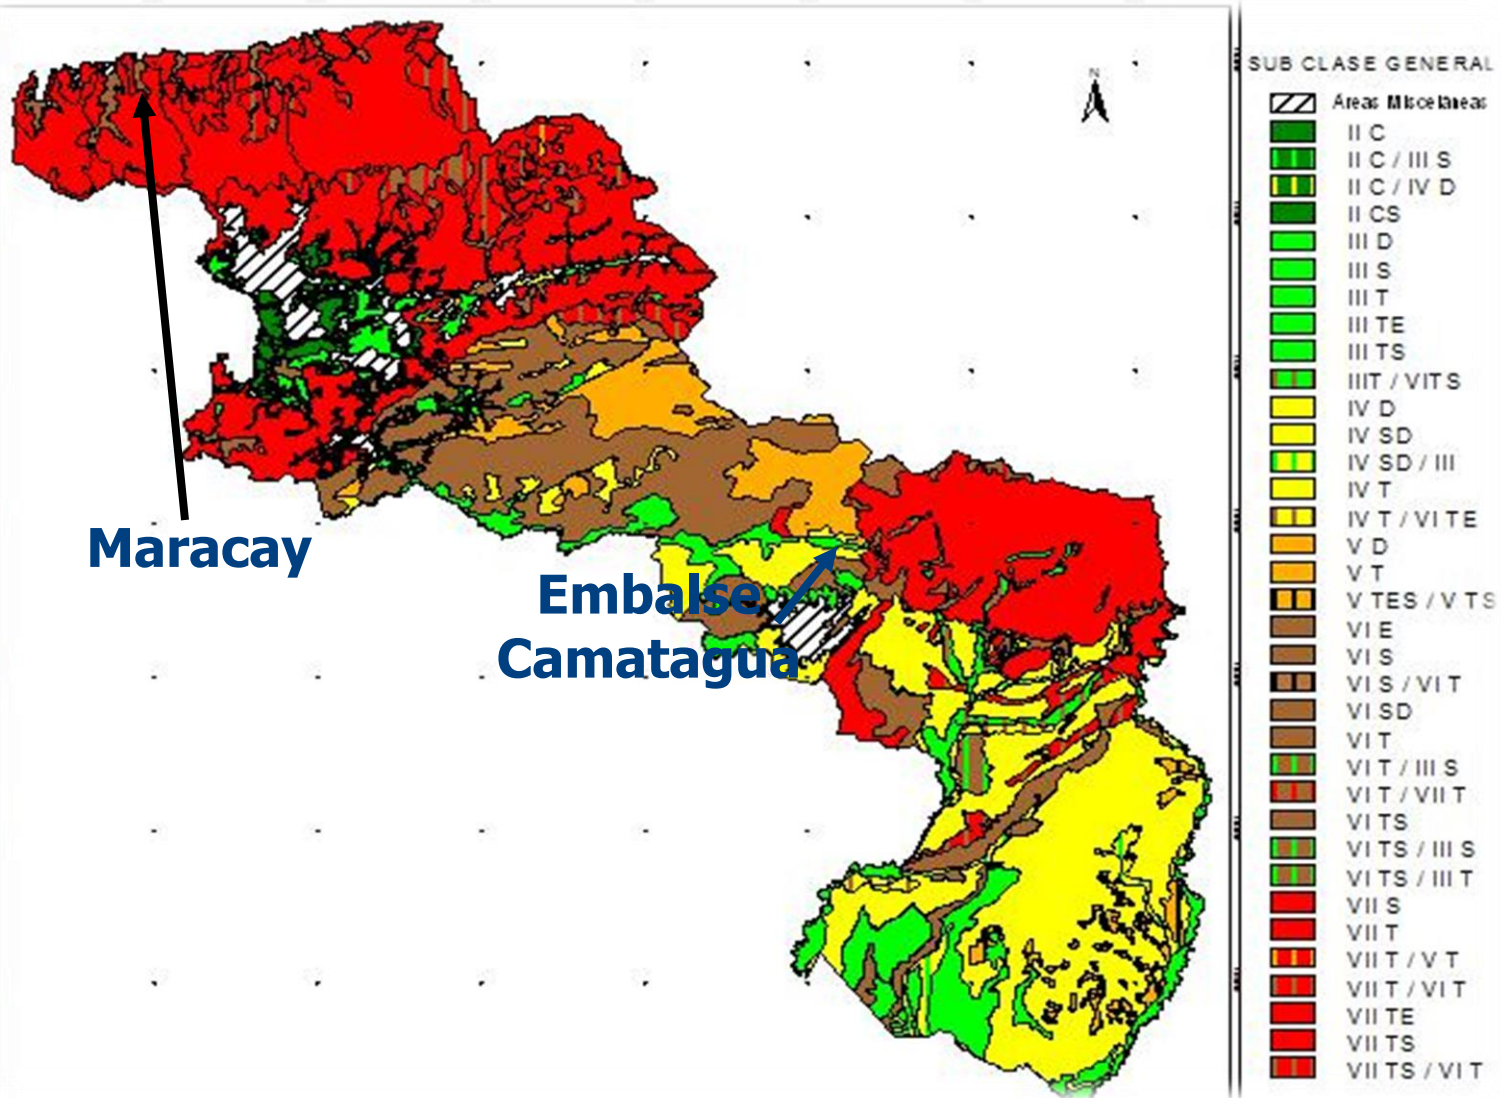 N
Maracay
Embalse
Camatagua
SUB CLASE GENERAL
Areas Misceláneas
II C
II C / III S
II C / IV D
II CS
III D
III S
III T
III TE
III TS
IIIT / VITS
IV D
IV SD
IV SD / III
IV T
IV T / VI TE
V D
V T
V TES / V TS
VI E
VI S
VI S / VI T
VI SD
VI T
VI T / III S
VI T / VII T
VI TS
VI TS / III S
VI TS / III T
VII S
VII T
VII T / V T
VII T / VI T
VII TE
VII TS
VII TS / VI T